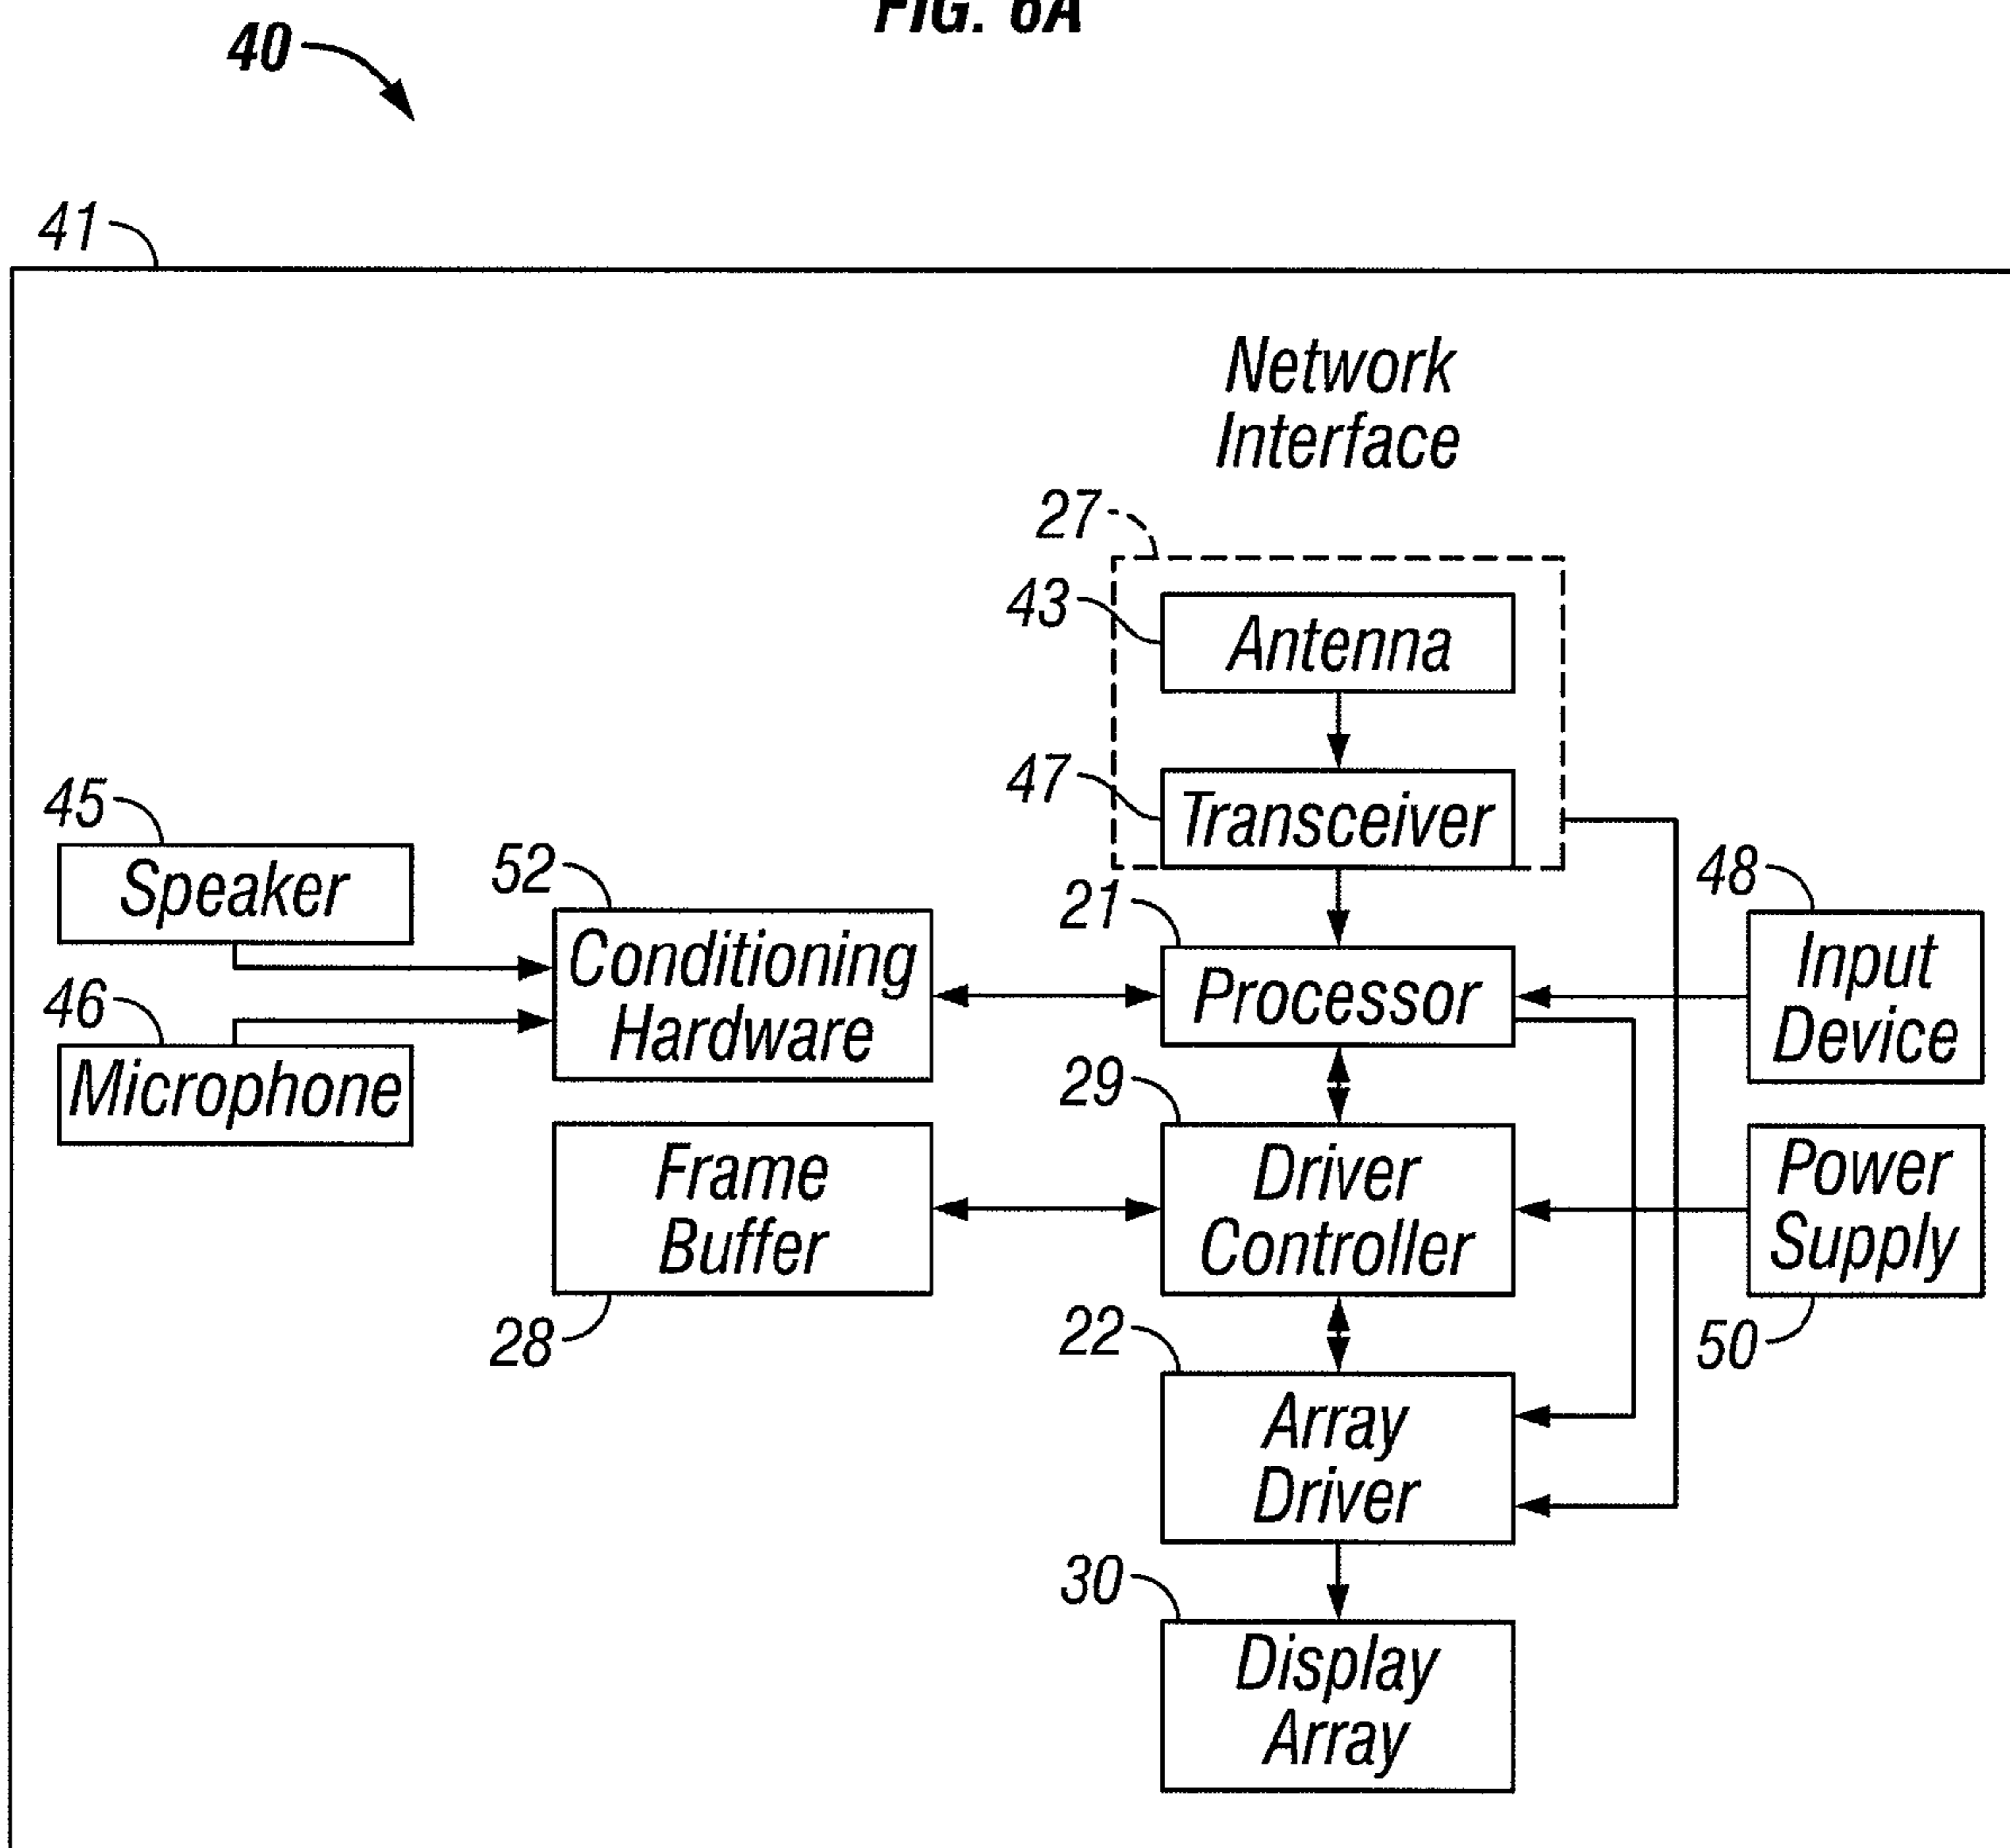 FIG. 6A
40
41
Network
Interface
27
43
Antenna
47
Transceiver
45
Speaker
52
Conditioning
Hardware
21
Processor
48
Input
Device
46
Microphone
29
Driver
Controller
Frame
Buffer
28
Power
Supply
50
22
Array
Driver
30
Display
Array